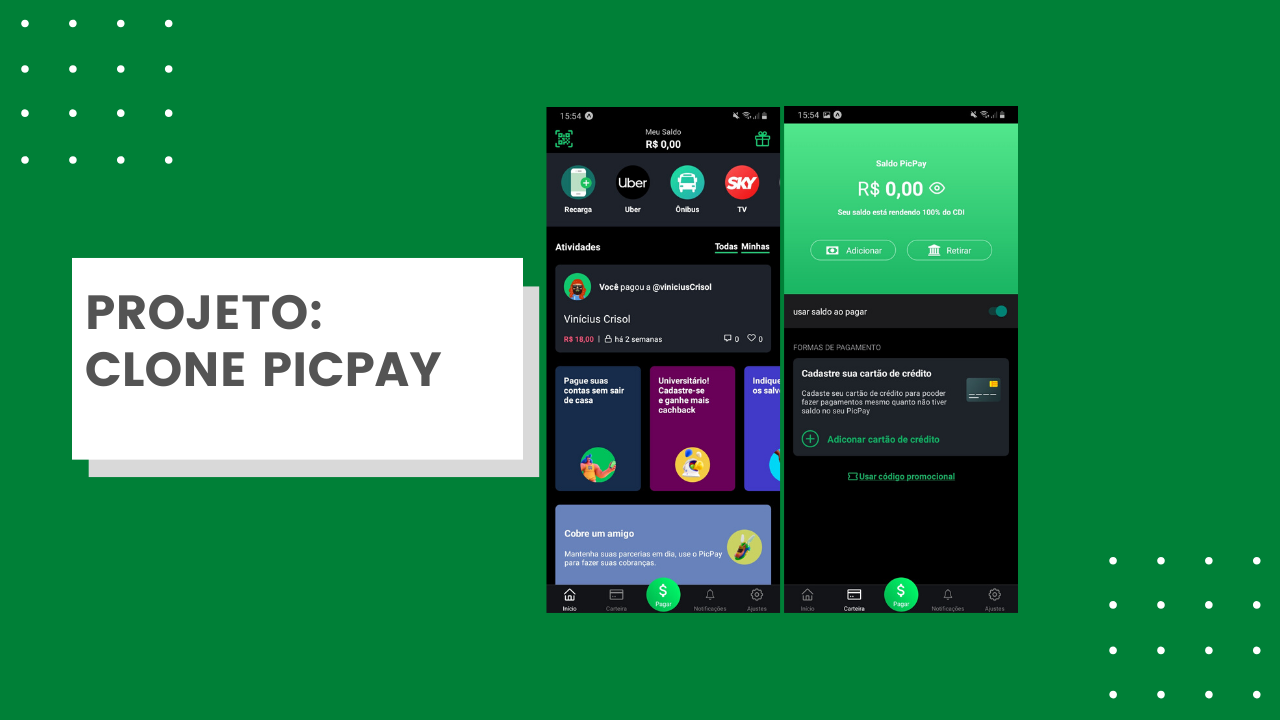 PROJETO:
CLONE PICPAY
15:54
Meu Saldo
R$ 0,00
Uber
SKY
Recarga
Uber
Ônibus
TV
Atividades
Todas Minhas
Você pagou a @viniciusCrisol
Vinícius Crisol
R$ 18,00 | há 2 semanas
0
0
Pague suas
contas sem sair
de casa
Universitário!
Cadastre-se
e ganhe mais
cachback
Indique
os salve
Cobre um amigo
Mantenha suas parcerias em dia, use o PicPay
para fazer suas cobranças.
Início
Carteira
$
Pagar
Notificações
Ajustes
15:54
Saldo PicPay
R$ 0,00
Seu saldo está rendendo 100% do CDI
Adicionar
Retirar
usar saldo ao pagar
FORMAS DE PAGAMENTO
Cadastre sua cartão de crédito
Cadaste seu cartão de crédito para pooder
fazer pagamentos mesmo quanto não tiver
saldo no seu PicPay
Adiconar cartão de crédito
Usar código promocional
Início
Carteira
$
Pagar
Notificações
Ajustes